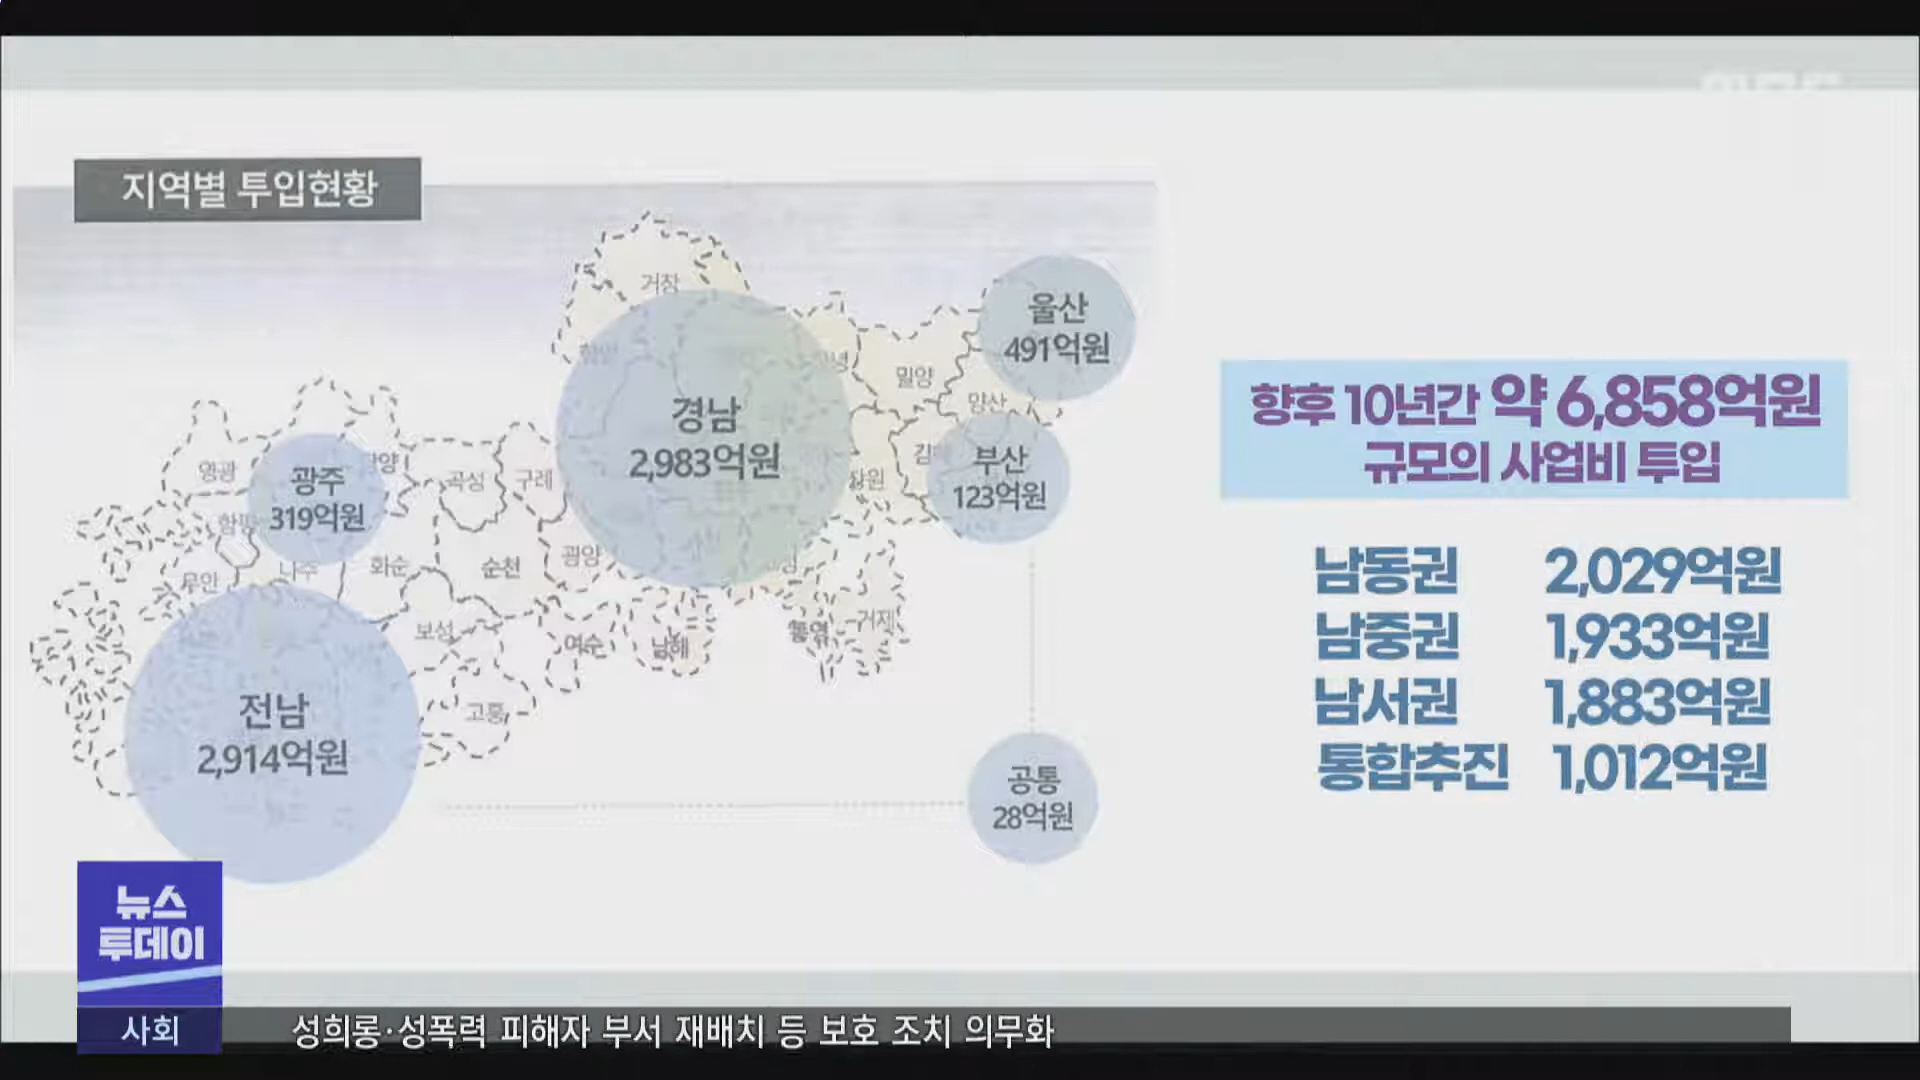 지역별 투입현황
거창
울산
491억원
밀양
양산
경남
2,983억원
부산
123억원
영광
광주
319억원
곡성
구례
화순
순천
광양
무안
나주
보성
여수
남해
통영
거제
고흥
전남
2,914억원
공통
28억원
향후 10년간 약 6,858억원
규모의 사업비 투입
남동권 2,029억원
남중권 1,933억원
남서권 1,883억원
통합추진 1,012억원
뉴스
투데이
사회
성희롱·성폭력 피해자 부서 재배치 등 보호 조치 의무화